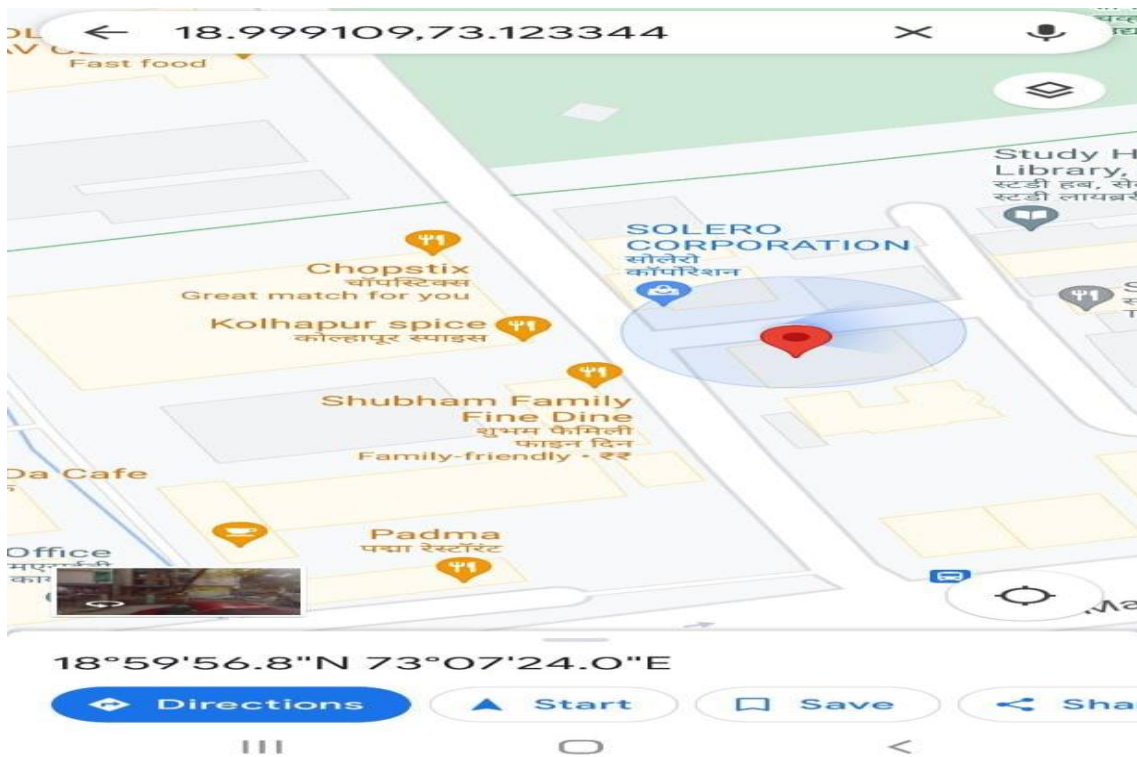 18.999109,73.123344
Fast food
Study H
Library,
स्टडी हब, से
स्टडी लायब्ररी
SOLERO
CORPORATION
सोलेरो
कॉर्पोरेशन
Chopstix
चॉपस्टिक्स
Great match for you
Kolhapur spice
कोल्हापूर स्पाइस
Shubham Family
Fine Dine
शुभम फैमिली
फाइन दिन
Family-friendly • ₹₹
Da Cafe
Padma
पद्मा रेस्टॉरंट
Office
18°59'56.8"N 73°07'24.0"E
Directions
Start
Save
Sha